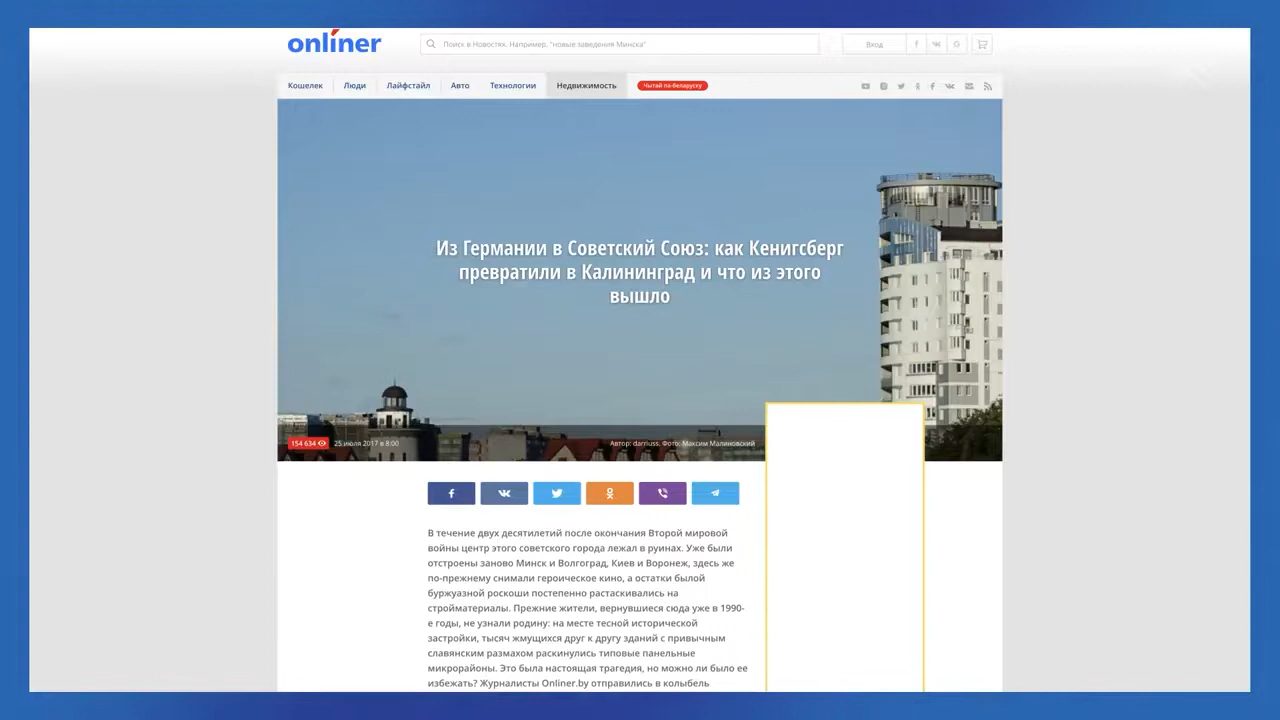 onliner
Поиск в Новостях. Например, "новые заведения Минска"
Вход
Кошелек
Люди
Лайфстайл
Авто
Технологии
Недвижимость
Чытай па-беларуску
Из Германии в Советский Союз: как Кенигсберг
превратили в Калининград и что из этого
вышло
154 634
25 июля 2017 в 8:00
Автор: darriuss. Фото: Максим Малиновский
В течение двух десятилетий после окончания Второй мировой
войны центр этого советского города лежал в руинах. Уже были
отстроены заново Минск и Волгоград, Киев и Воронеж, здесь же
по-прежнему снимали героическое кино, а остатки былой
буржуазной роскоши постепенно растаскивались на
стройматериалы. Прежние жители, вернувшиеся сюда уже в 1990-
е годы, не узнали родину: на месте тесной исторической
застройки, тысяч жмущихся друг к другу зданий с привычным
славянским размахом раскинулись типовые панельные
микрорайоны. Это была настоящая трагедия, но можно ли было ее
избежать? Журналисты Onliner.by отправились в колыбель